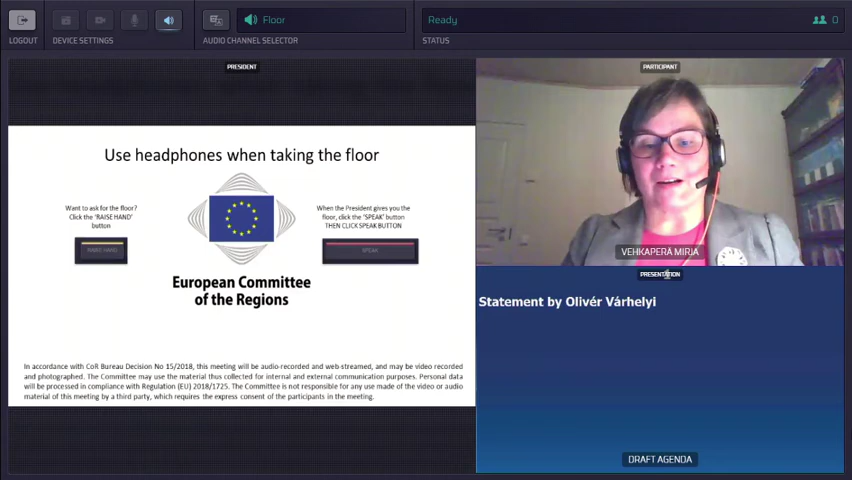 Floor
Ready
0
LOGOUT
DEVICE SETTINGS
AUDIO CHANNEL SELECTOR
STATUS
PRESIDENT
Use headphones when taking the floor
Want to ask for the floor?
Click the 'RAISE HAND'
button
RAISE HAND
When the President gives you the
floor, click the 'SPEAK' button
THEN CLICK SPEAK BUTTON
SPEAK
European Committee
of the Regions
In accordance with CoR Bureau Decision No 15/2018, this meeting will be audio-recorded and web-streamed, and may be video recorded
and photographed. The Committee may use the material thus collected for internal and external communication purposes. Personal data
will be processed in compliance with Regulation (EU) 2018/1725. The Committee is not responsible for any use made of the video or audio
material of this meeting by a third party, which requires the express consent of the participants in the meeting.
PARTICIPANT
VEHKAPERÄ MIRJA
PRESENTATION
Statement by Olivér Várhelyi
DRAFT AGENDA